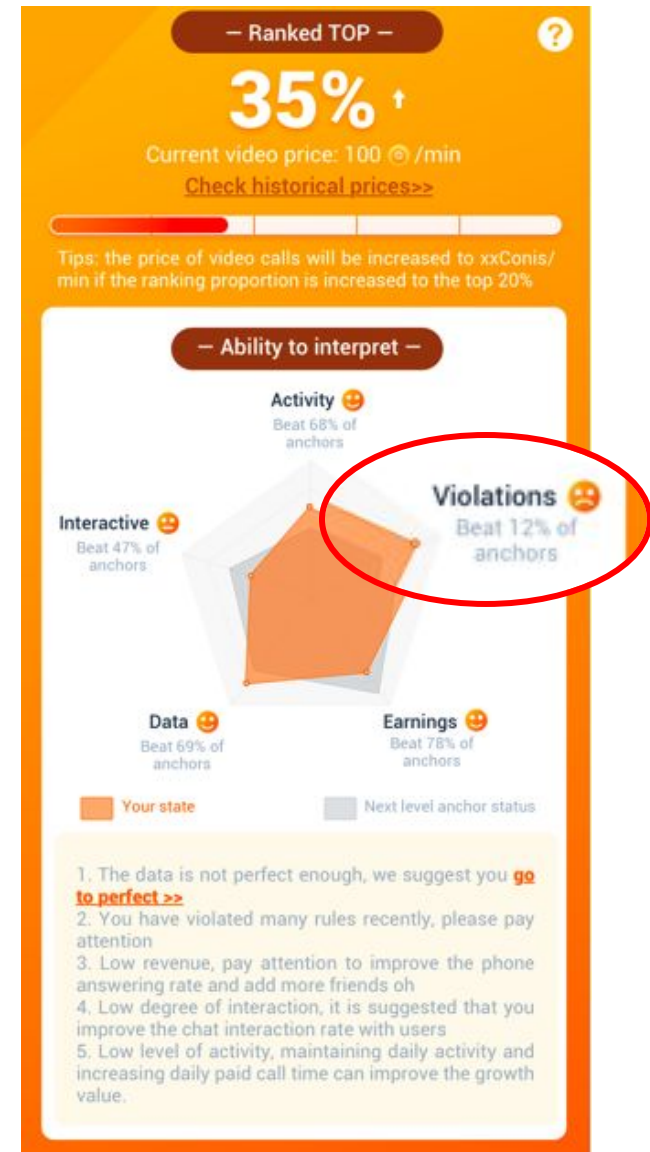 — Ranked TOP —
?
35%
Current video price: 100 /min
Check historical prices>>
Tips: the price of video calls will be increased to xxConis/
min if the ranking proportion is increased to the top 20%
— Ability to interpret —
Activity
Beat 68% of
anchors
Violations
Beat 12% of
anchors
Interactive
Beat 47% of
anchors
Data
Beat 69% of
anchors
Earnings
Beat 78% of
anchors
Your state
Next level anchor status
1. The data is not perfect enough, we suggest you go
to perfect >>
2. You have violated many rules recently, please pay
attention
3. Low revenue, pay attention to improve the phone
answering rate and add more friends oh
4. Low degree of interaction, it is suggested that you
improve the chat interaction rate with users
5. Low level of activity, maintaining daily activity and
increasing daily paid call time can improve the growth
value.